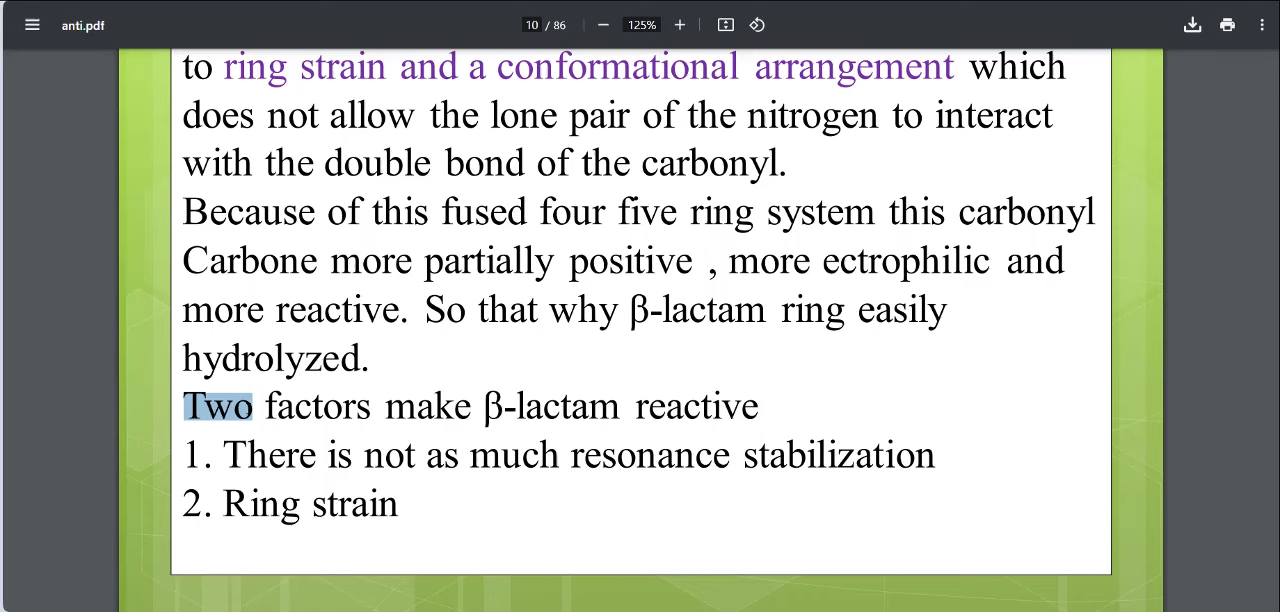 anti.pdf
10 / 86
125%
to ring strain and a conformational arrangement which
does not allow the lone pair of the nitrogen to interact
with the double bond of the carbonyl.
Because of this fused four five ring system this carbonyl
Carbone more partially positive , more ectrophilic and
more reactive. So that why β-lactam ring easily
hydrolyzed.
Two factors make β-lactam reactive
1. There is not as much resonance stabilization
2. Ring strain